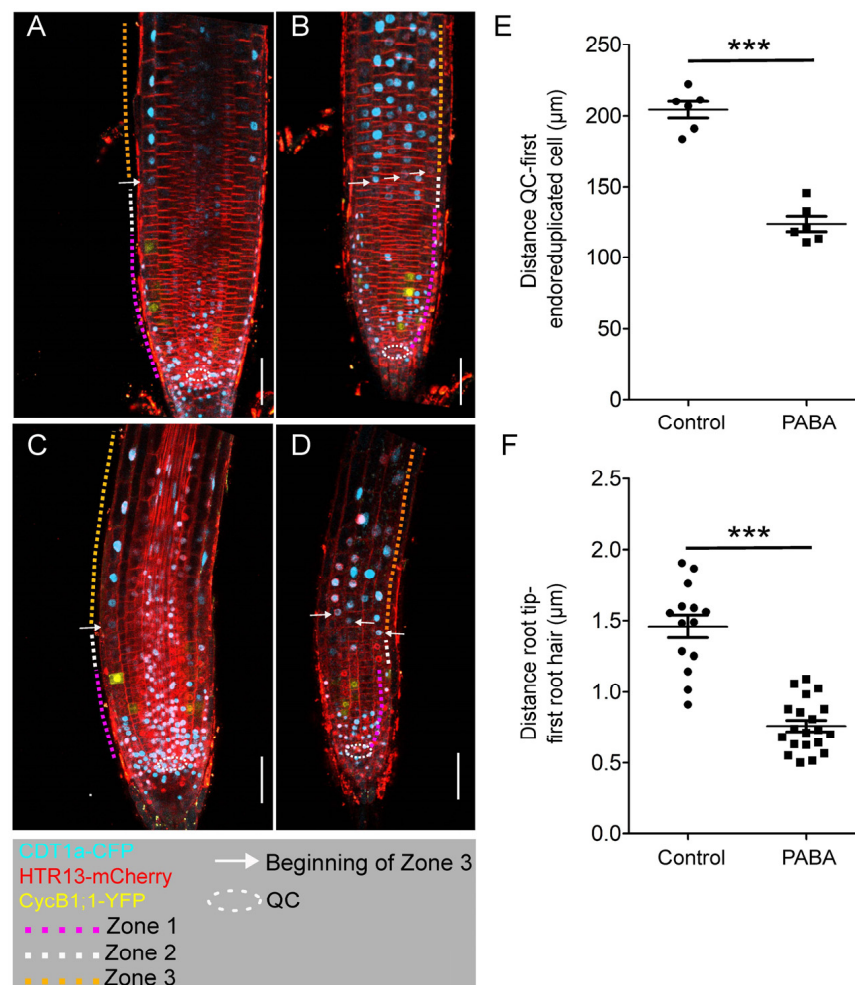 A
B
C
D
E
250
200
150
100
50
0
Distance QC-first
endoreduplicated cell (µm)
***
Control
PABA
F
2.5
2.0
1.5
1.0
0.5
0.0
Distance root tip-
first root hair (µm)
***
Control
PABA
CDT1a-CFP
HTR13-mCherry
CycB1;1-YFP
Zone 1
Zone 2
Zone 3
Beginning of Zone 3
QC